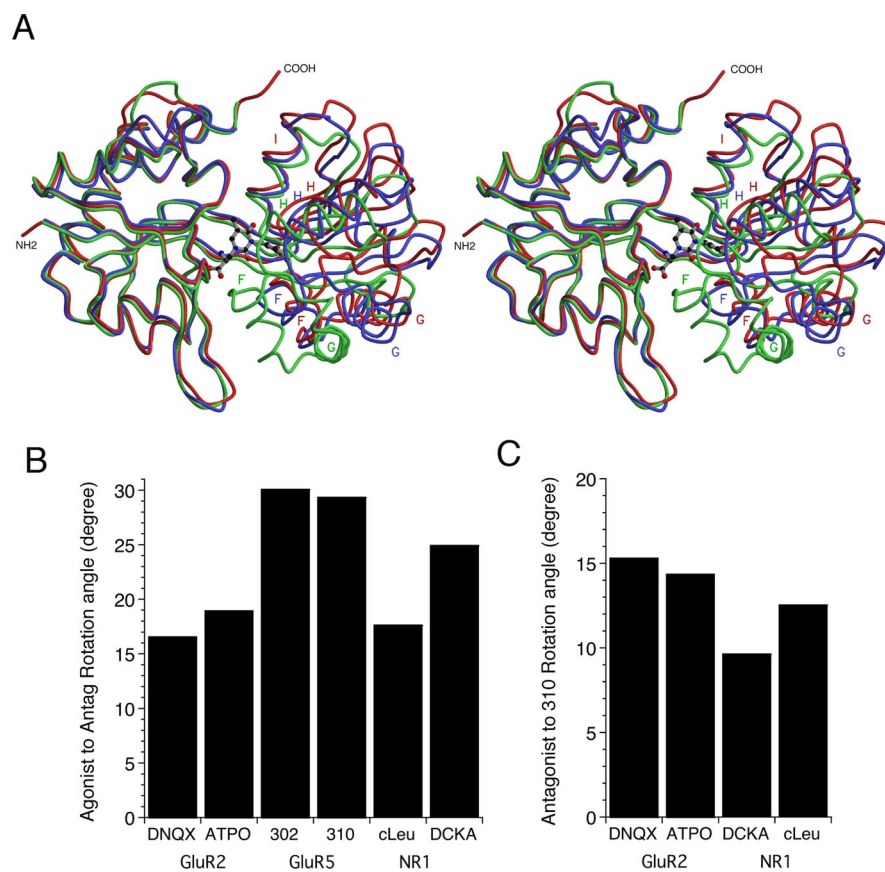 A
COOH
COOH
I
I
H
H
H
H
H
H
NH2
NH2
F
F
F
F
F
F
G
G
G
G
G
G
B
Agonist to Antag Rotation angle (degree)
30
25
20
15
10
5
0
DNQX ATPO 302 310 cLeu DCKA
GluR2 GluR5 NR1
C
Antagonist to 310 Rotation angle (degree)
20
15
10
5
0
DNQX ATPO DCKA cLeu
GluR2 NR1